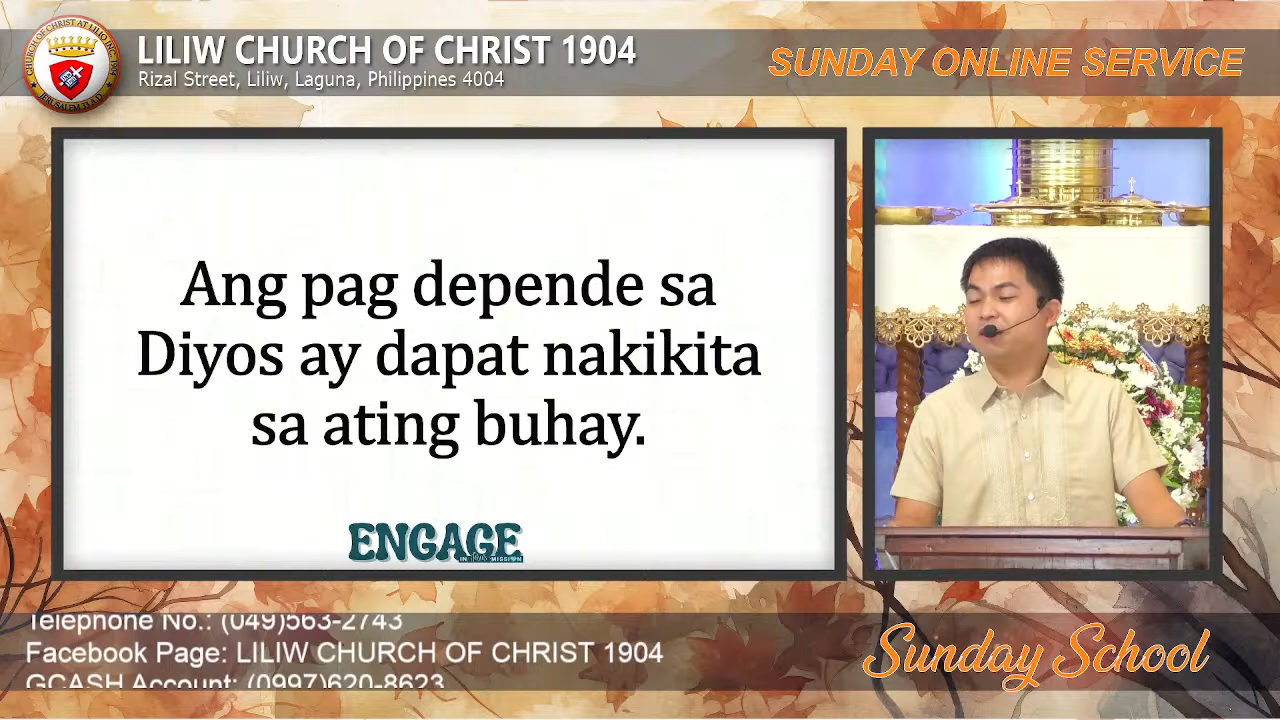 LILIW CHURCH OF CHRIST 1904
Rizal Street, Liliw, Laguna, Philippines 4004
SUNDAY ONLINE SERVICE
Ang pag depende sa
Diyos ay dapat nakikita
sa ating buhay.
ENGAGE
Telephone No.: (049)563-2743
Facebook Page: LILIW CHURCH OF CHRIST 1904
GCASH Account: (0997)620-8623
Sunday School